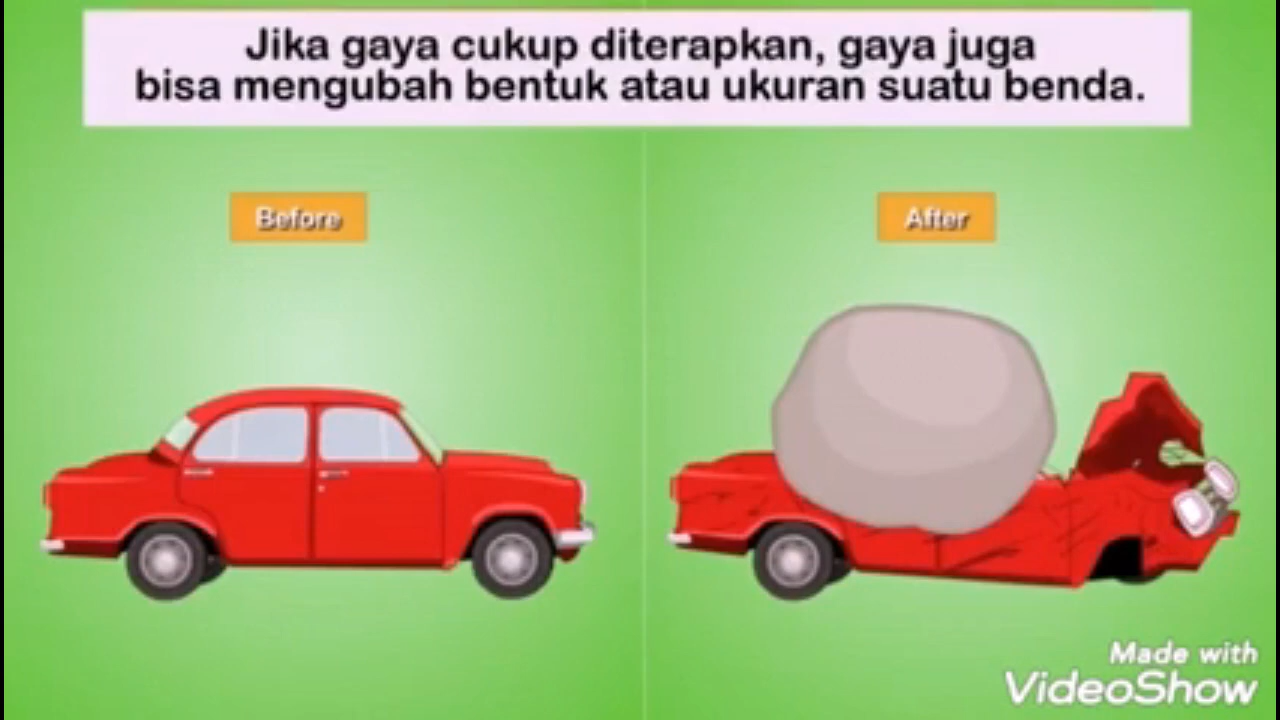 Jika gaya cukup diterapkan, gaya juga
bisa mengubah bentuk atau ukuran suatu benda.
Before
After
Made with
VideoShow